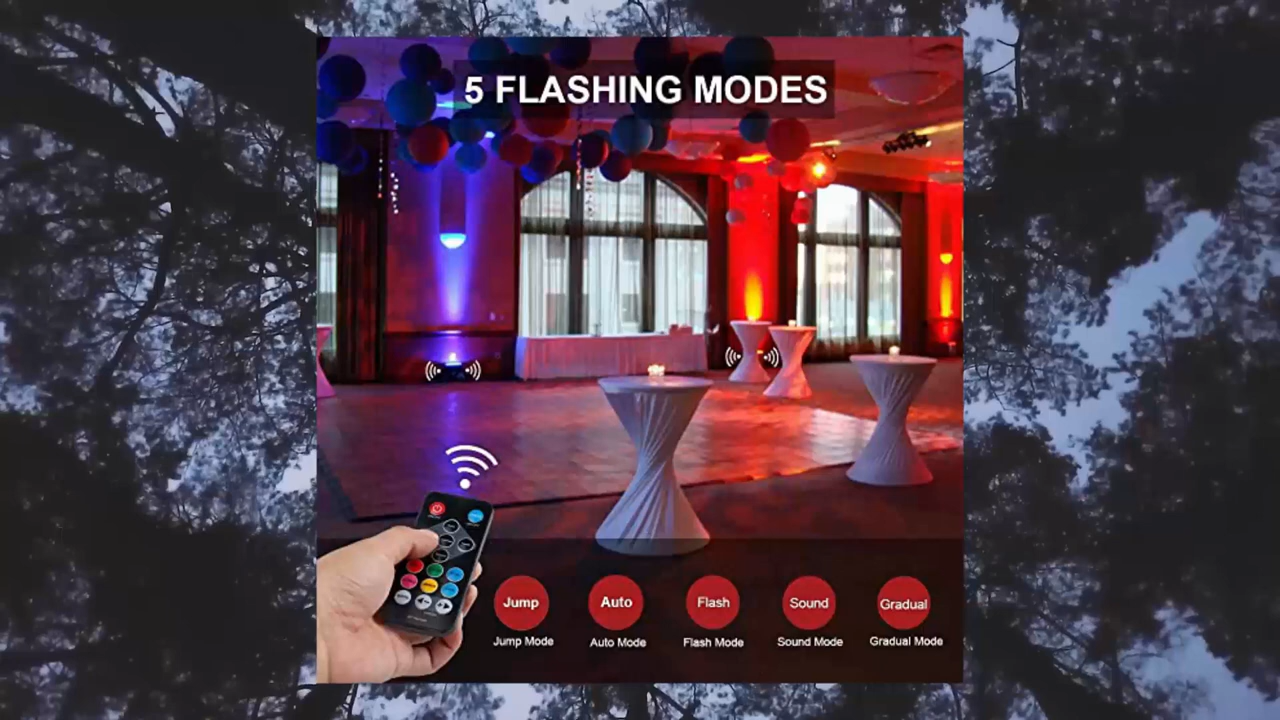 5 FLASHING MODES
Jump
Auto
Flash
Sound
Gradual
Jump Mode
Auto Mode
Flash Mode
Sound Mode
Gradual Mode